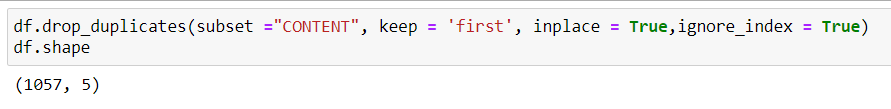 df.drop_duplicates(subset ="CONTENT", keep = 'first', inplace = True,ignore_index = True)
df.shape
(1057, 5)